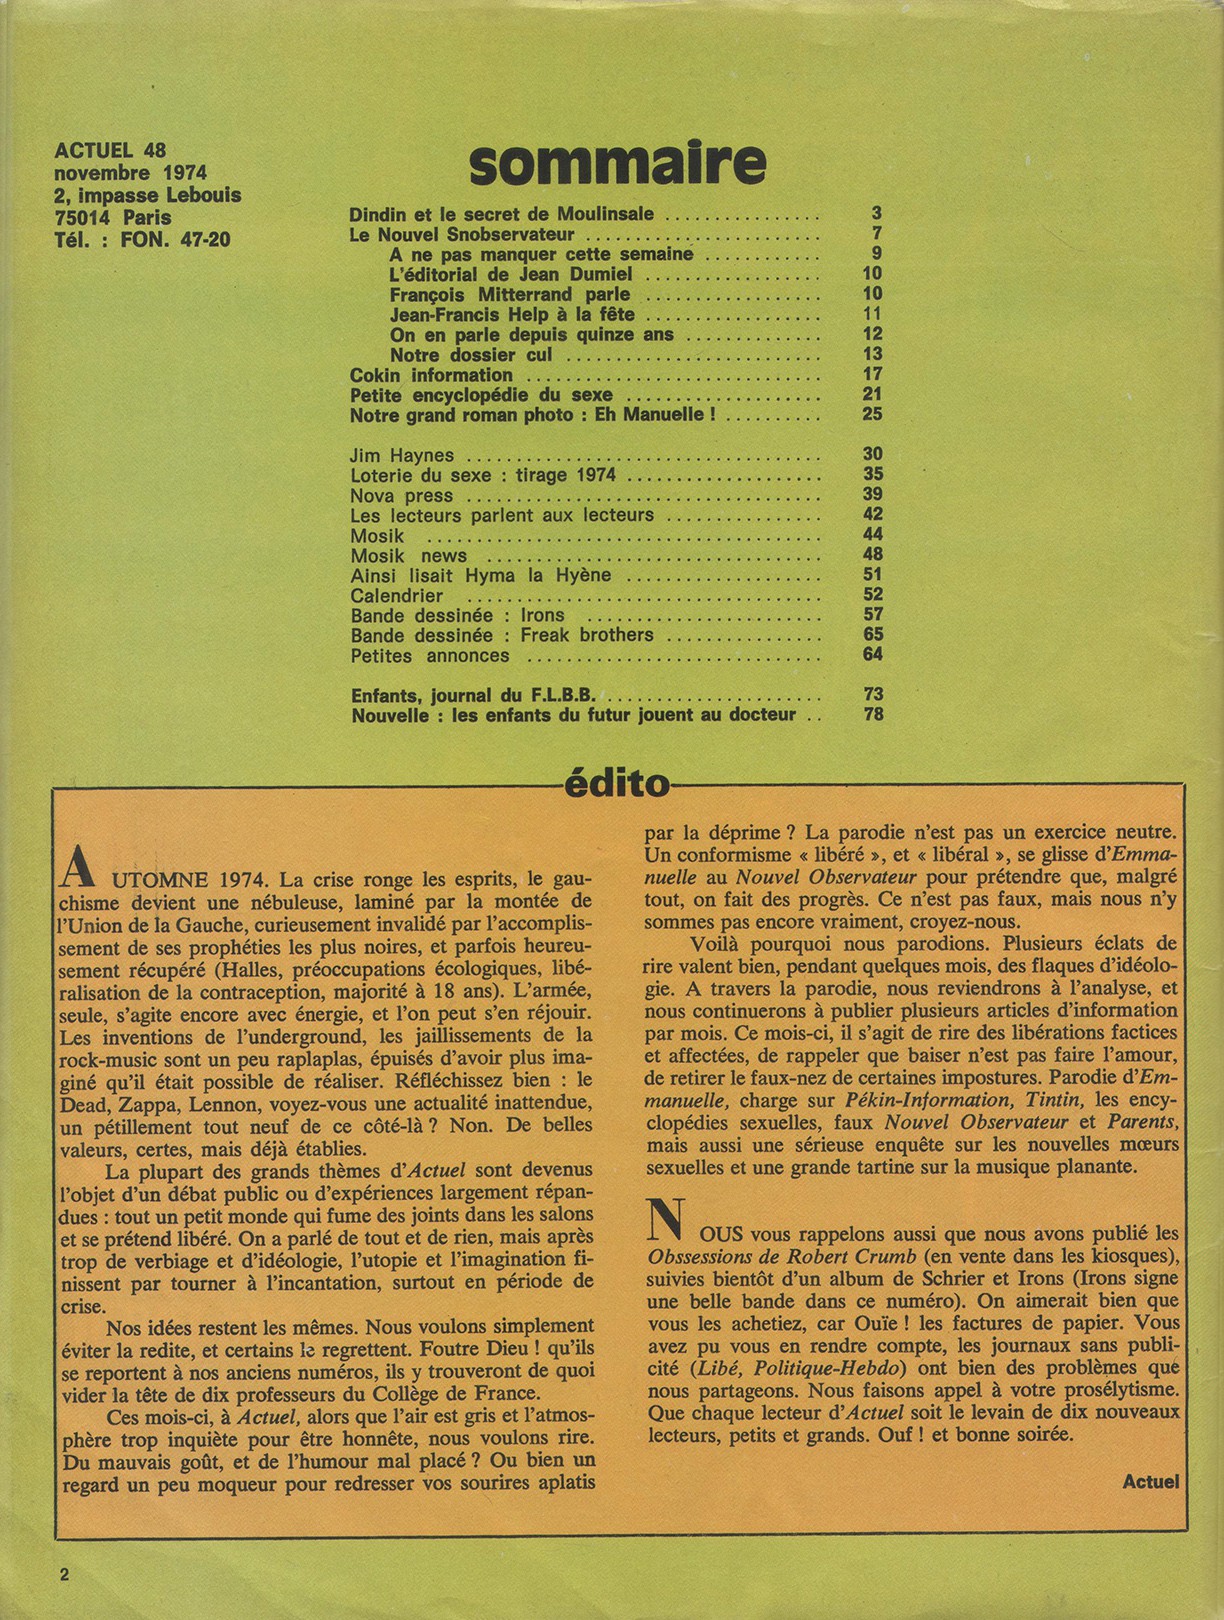 ACTUEL 48
novembre 1974
2, impasse Lebouis
75014 Paris
Tél. : FON. 47-20
sommaire
Dindin et le secret de Moulinsale ................ 3
Le Nouvel Snobservateur ........................ 7
A ne pas manquer cette semaine ............ 9
L'éditorial de Jean Dumiel .................. 10
François Mitterrand parle .................. 10
Jean-Francis Help à la fête .................. 11
On en parle depuis quinze ans .............. 12
Notre dossier cul .......................... 13
Cokin information .............................. 17
Petite encyclopédie du sexe .................... 21
Notre grand roman photo : Eh Manuelle ! .......... 25
Jim Haynes .................................... 30
Loterie du sexe : tirage 1974 .................... 35
Nova press .................................... 39
Les lecteurs parlent aux lecteurs ................ 42
Mosik ........................................ 44
Mosik news .................................. 48
Ainsi lisait Hyma la Hyène .................... 51
Calendrier .................................... 52
Bande dessinée : Irons ........................ 57
Bande dessinée : Freak brothers ................ 65
Petites annonces .............................. 64
Enfants, journal du F.L.B.B. ...................... 73
Nouvelle : les enfants du futur jouent au docteur .. 78
édito
AUTOMNE 1974. La crise ronge les esprits, le gau-
chisme devient une nébuleuse, laminé par la montée de
l'Union de la Gauche, curieusement invalidé par l'accomplis-
sement de ses prophéties les plus noires, et parfois heureu-
sement récupéré (Halles, préoccupations écologiques, libé-
ralisation de la contraception, majorité à 18 ans). L'armée,
seule, s'agite encore avec énergie, et l'on peut s'en réjouir.
Les inventions de l'underground, les jaillissements de la
rock-music sont un peu raplaplas, épuisés d'avoir plus ima-
giné qu'il était possible de réaliser. Réfléchissez bien : le
Dead, Zappa, Lennon, voyez-vous une actualité inattendue,
un pétillement tout neuf de ce côté-là ? Non. De belles
valeurs, certes, mais déjà établies.
La plupart des grands thèmes d'Actuel sont devenus
l'objet d'un débat public ou d'expériences largement répan-
dues : tout un petit monde qui fume des joints dans les salons
et se prétend libéré. On a parlé de tout et de rien, mais après
trop de verbiage et d'idéologie, l'utopie et l'imagination fi-
nissent par tourner à l'incantation, surtout en période de
crise.
Nos idées restent les mêmes. Nous voulons simplement
éviter la redite, et certains le regrettent. Foutre Dieu ! qu'ils
se reportent à nos anciens numéros, ils y trouveront de quoi
vider la tête de dix professeurs du Collège de France.
Ces mois-ci, à Actuel, alors que l'air est gris et l'atmos-
phère trop inquiète pour être honnête, nous voulons rire.
Du mauvais goût, et de l'humour mal placé ? Ou bien un
regard un peu moqueur pour redresser vos sourires aplatis
par la déprime ? La parodie n'est pas un exercice neutre.
Un conformisme « libéré », et « libéral », se glisse d'Emma-
nuelle au Nouvel Observateur pour prétendre que, malgré
tout, on fait des progrès. Ce n'est pas faux, mais nous n'y
sommes pas encore vraiment, croyez-nous.
Voilà pourquoi nous parodions. Plusieurs éclats de
rire valent bien, pendant quelques mois, des flaques d'idéolo-
gie. A travers la parodie, nous reviendrons à l'analyse, et
nous continuerons à publier plusieurs articles d'information
par mois. Ce mois-ci, il s'agit de rire des libérations factices
et affectées, de rappeler que baiser n'est pas faire l'amour,
de retirer le faux-nez de certaines impostures. Parodie d'Em-
manuelle, charge sur Pékin-Information, Tintin, les ency-
clopédies sexuelles, faux Nouvel Observateur et Parents,
mais aussi une sérieuse enquête sur les nouvelles mœurs
sexuelles et une grande tartine sur la musique planante.
NOUS vous rappelons aussi que nous avons publié les
Obssessions de Robert Crumb (en vente dans les kiosques),
suivies bientôt d'un album de Schrier et Irons (Irons signe
une belle bande dans ce numéro). On aimerait bien que
vous les achetiez, car Ouïe ! les factures de papier. Vous
avez pu vous en rendre compte, les journaux sans publi-
cité (Libé, Politique-Hebdo) ont bien des problèmes que
nous partageons. Nous faisons appel à votre prosélytisme.
Que chaque lecteur d'Actuel soit le levain de dix nouveaux
lecteurs, petits et grands. Ouf ! et bonne soirée.
Actuel
2